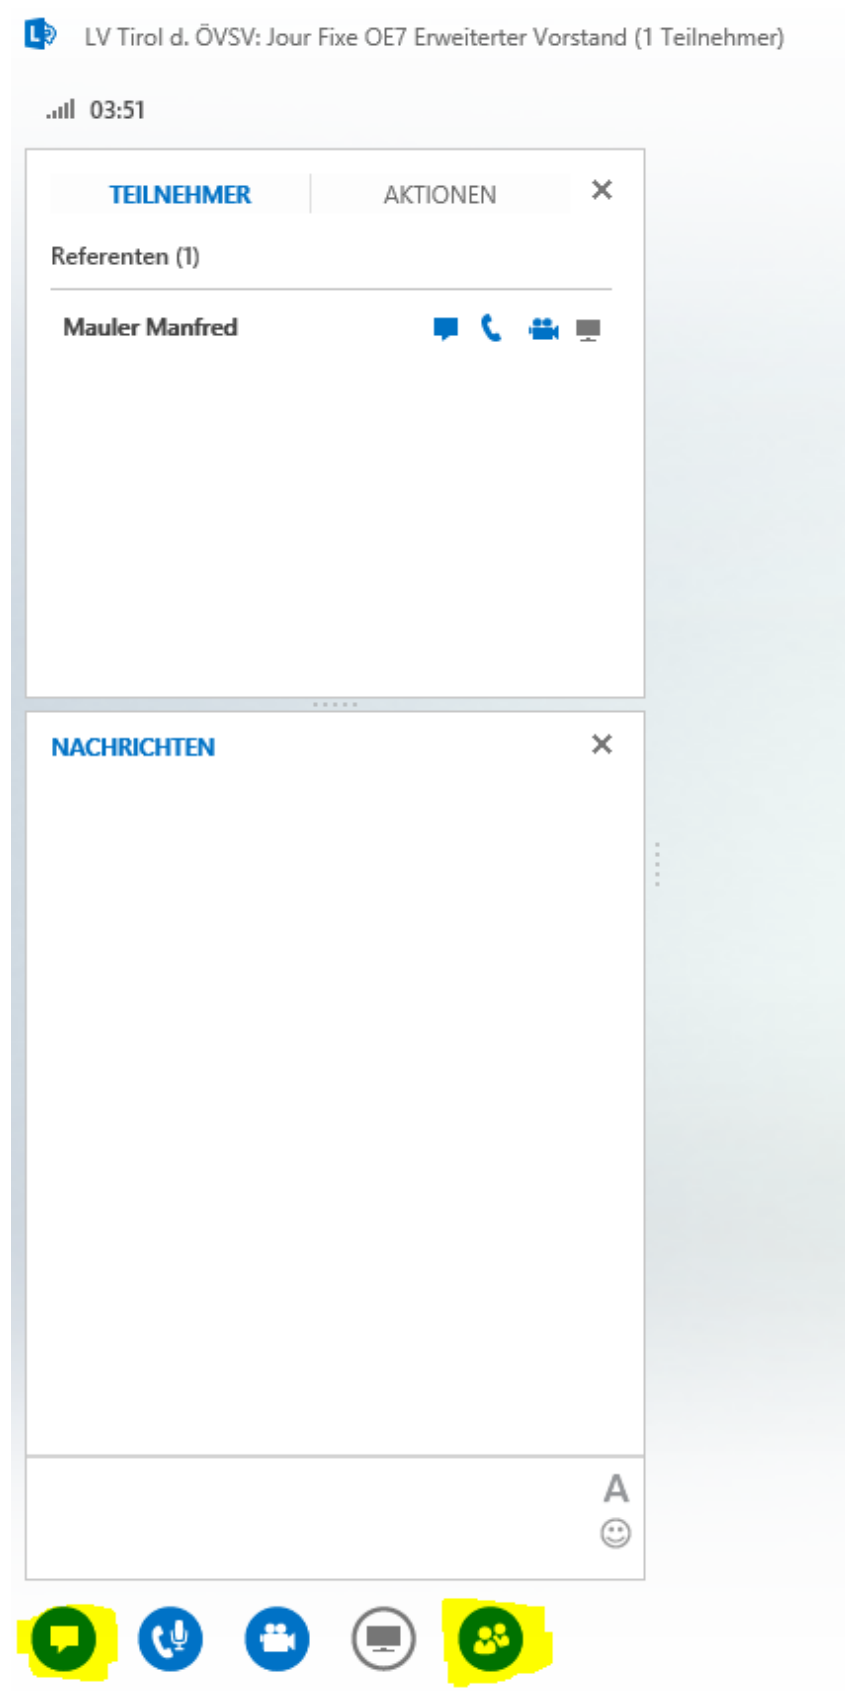 LV Tirol d. ÖVSV: Jour Fixe OE7 Erweiterter Vorstand (1 Teilnehmer)
03:51
TEILNEHMER AKTIONEN
Referenten (1)
Mauler Manfred
NACHRICHTEN
A